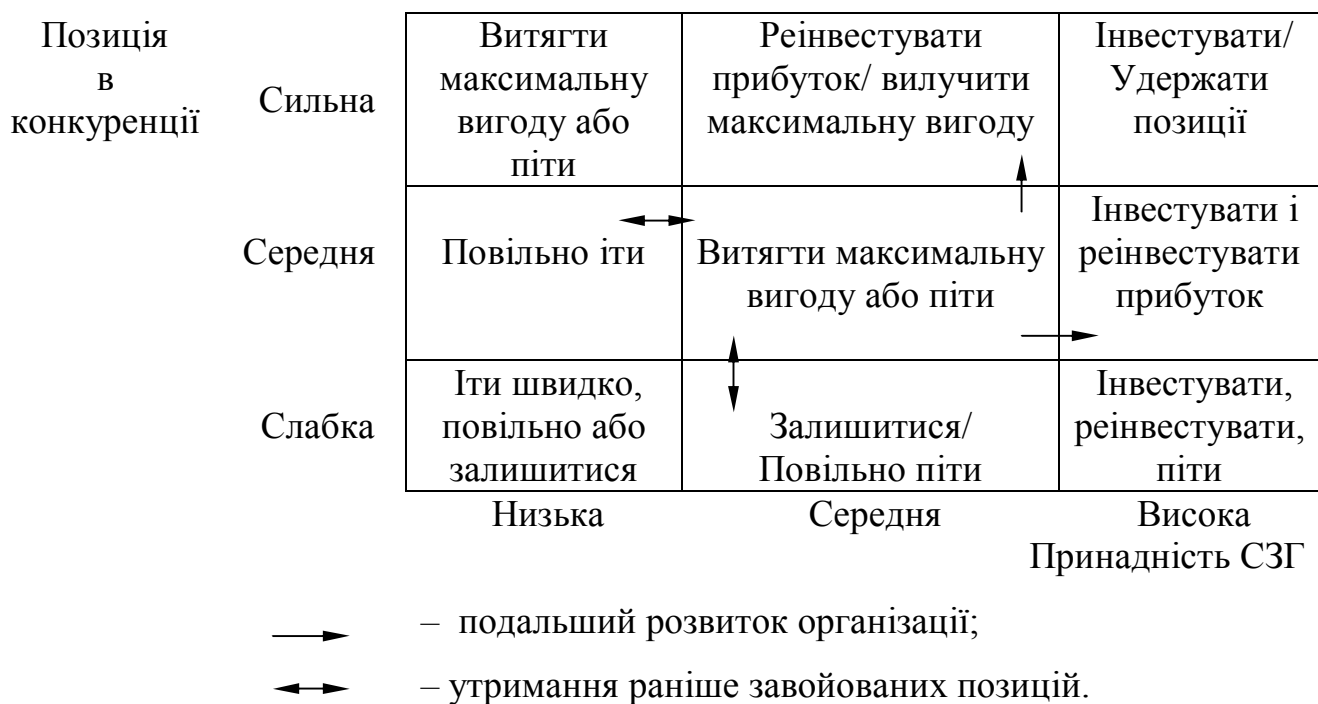 Позиція
в
конкуренції
Сильна
Витягти
максимальну
вигоду або
піти
Реінвестувати
прибуток/ вилучити
максимальну вигоду
Інвестувати/
Удержати
позиції
Середня
Повільно іти
Витягти максимальну
вигоду або піти
Інвестувати і
реінвестувати
прибуток
Слабка
Іти швидко,
повільно або
залишитися
Залишитися/
Повільно піти
Інвестувати,
реінвестувати,
піти
Низька
Середня
Висока
Принадність СЗГ
– подальший розвиток організації;
– утримання раніше завойованих позицій.